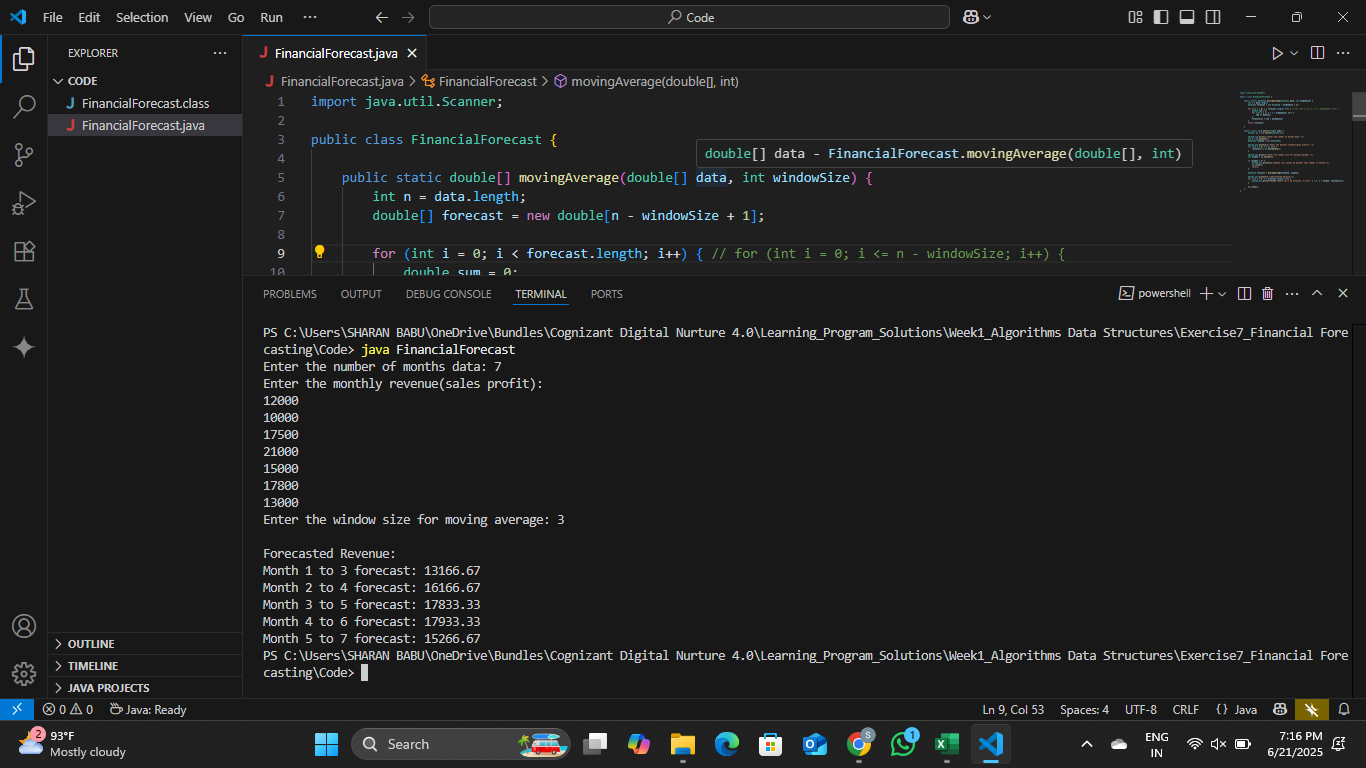 File Edit Selection View Go Run ··· Code
EXPLORER ···
CODE
FinancialForecast.class
FinancialForecast.java
OUTLINE
TIMELINE
JAVA PROJECTS
FinancialForecast.java
FinancialForecast.java > FinancialForecast > movingAverage(double[], int)
1 import java.util.Scanner;
2
3 public class FinancialForecast {
4
double[] data - FinancialForecast.movingAverage(double[], int)
5 public static double[] movingAverage(double[] data, int windowSize) {
6 int n = data.length;
7 double[] forecast = new double[n - windowSize + 1];
8
9 for (int i = 0; i < forecast.length; i++) { // for (int i = 0; i <= n - windowSize; i++) {
10 double sum = 0;
PROBLEMS OUTPUT DEBUG CONSOLE TERMINAL PORTS powershell ···
PS C:\Users\SHARAN BABU\OneDrive\Bundles\Cognizant Digital Nurture 4.0\Learning_Program_Solutions\Week1_Algorithms Data Structures\Exercise7_Financial Fore
casting\Code> java FinancialForecast
Enter the number of months data: 7
Enter the monthly revenue(sales profit):
12000
10000
17500
21000
15000
17800
13000
Enter the window size for moving average: 3
Forecasted Revenue:
Month 1 to 3 forecast: 13166.67
Month 2 to 4 forecast: 16166.67
Month 3 to 5 forecast: 17833.33
Month 4 to 6 forecast: 17933.33
Month 5 to 7 forecast: 15266.67
PS C:\Users\SHARAN BABU\OneDrive\Bundles\Cognizant Digital Nurture 4.0\Learning_Program_Solutions\Week1_Algorithms Data Structures\Exercise7_Financial Fore
casting\Code>
0 0 Java: Ready Ln 9, Col 53 Spaces: 4 UTF-8 CRLF {} Java
2 93°F
Mostly cloudy
Search
S
1
ENG
IN
7:16 PM
6/21/2025